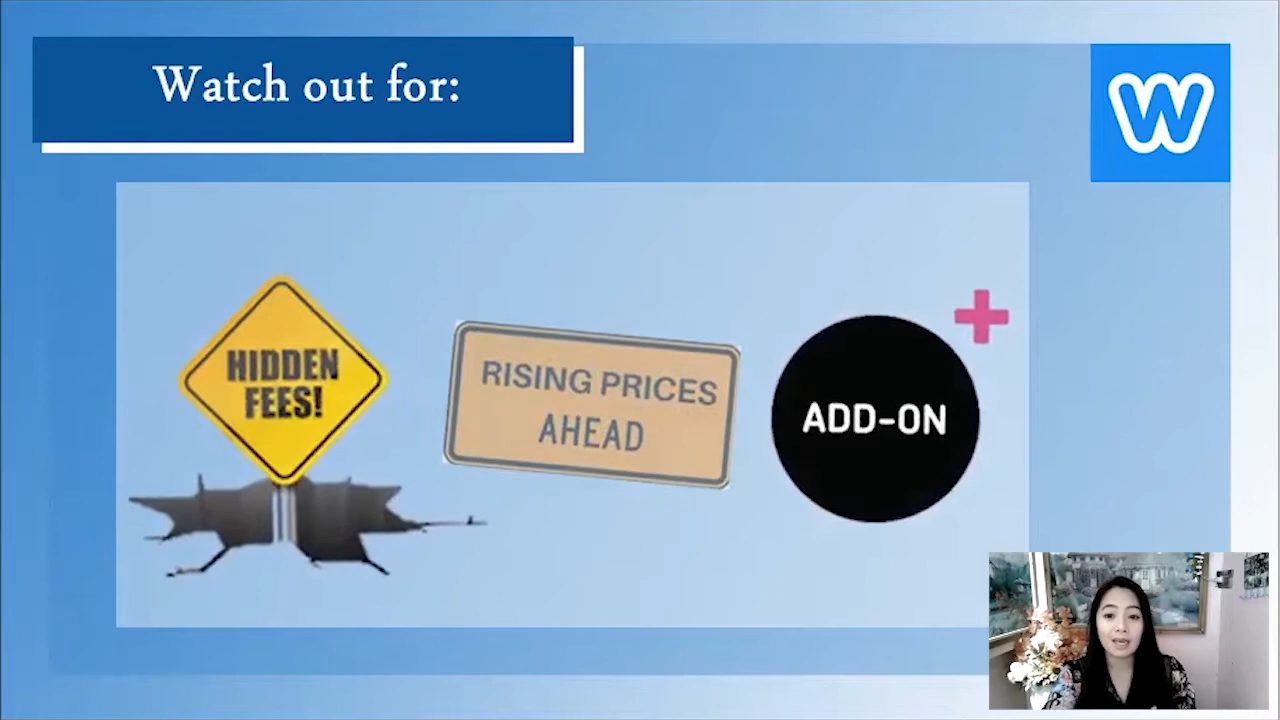 Watch out for:
W
HIDDEN
FEES!
RISING PRICES
AHEAD
ADD-ON